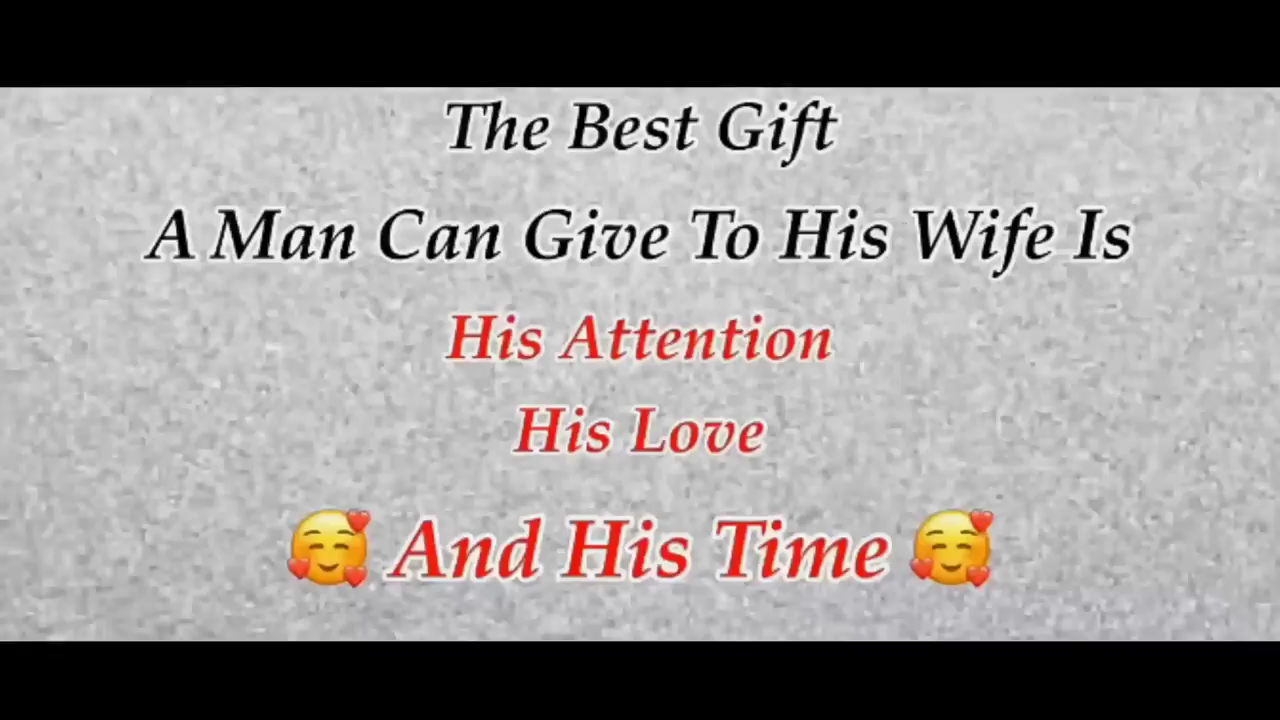 The Best Gift
A Man Can Give To His Wife Is
His Attention
His Love
🥰 And His Time 🥰